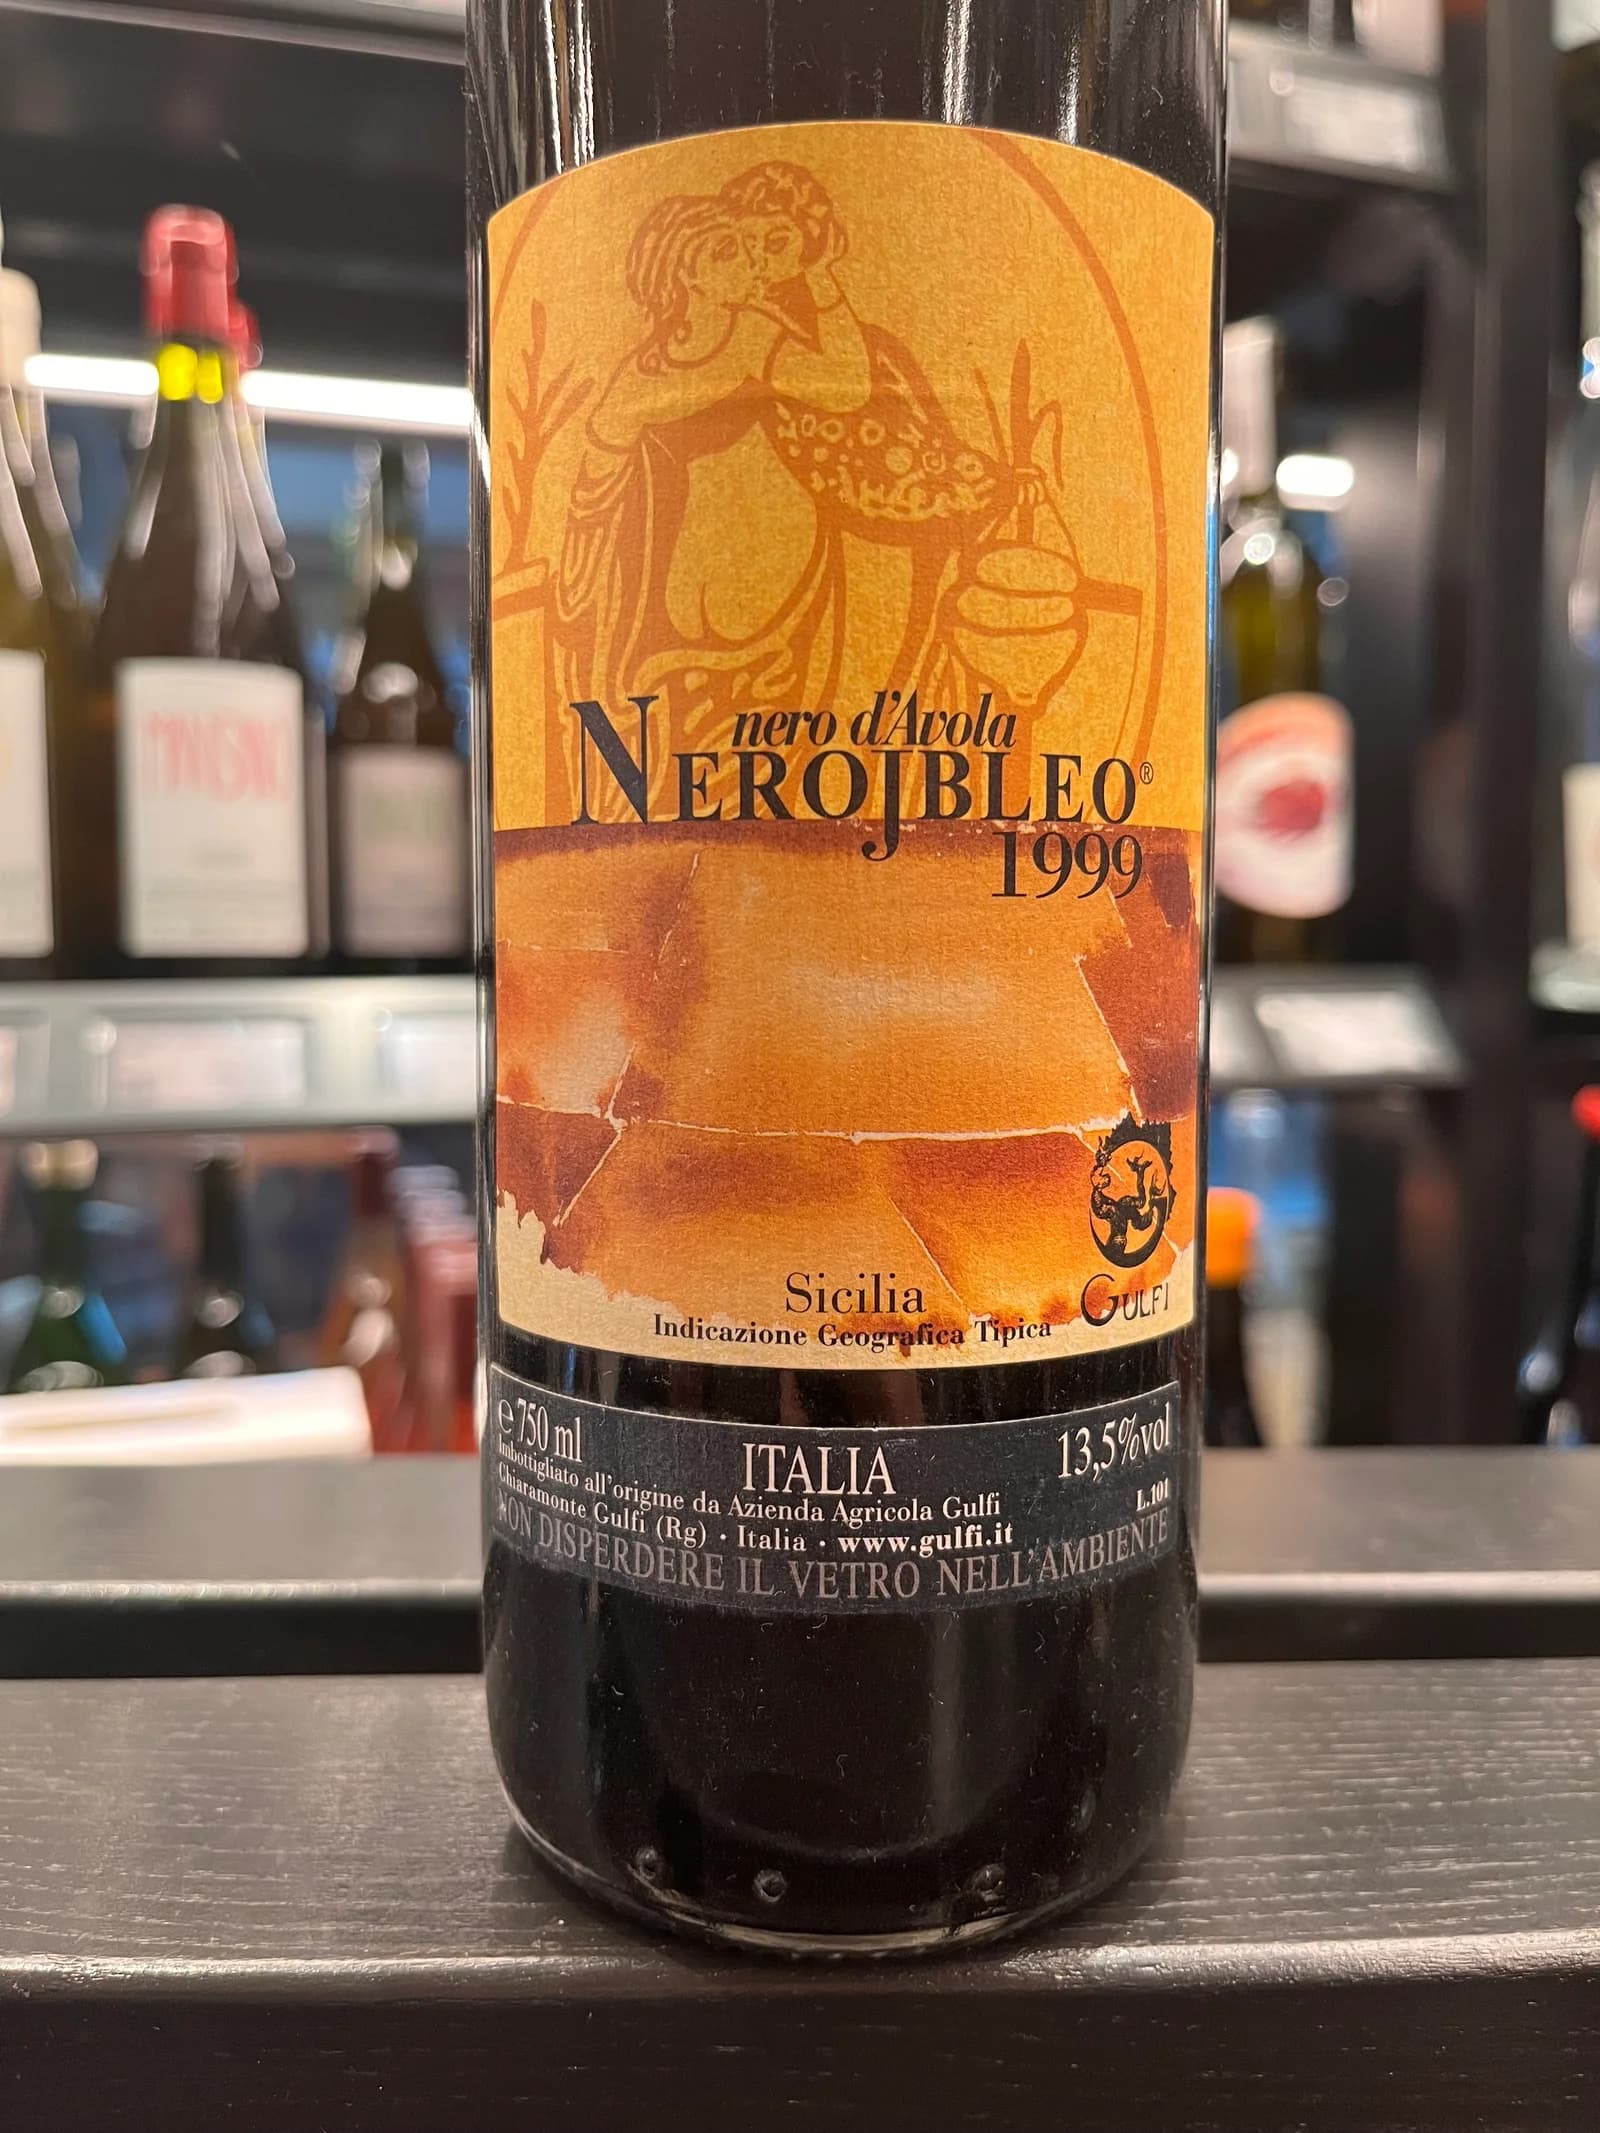 nero d'Avola
NEROJBLEO®
1999
Sicilia
Indicazione Geografica Tipica
GULFI
e 750 ml
ITALIA
13,5%vol
Imbottigliato all'origine da Azienda Agricola Gulfi
L.101
Chiaramonte Gulfi (Rg) · Italia · www.gulfi.it
NON DISPERDERE IL VETRO NELL'AMBIENTE